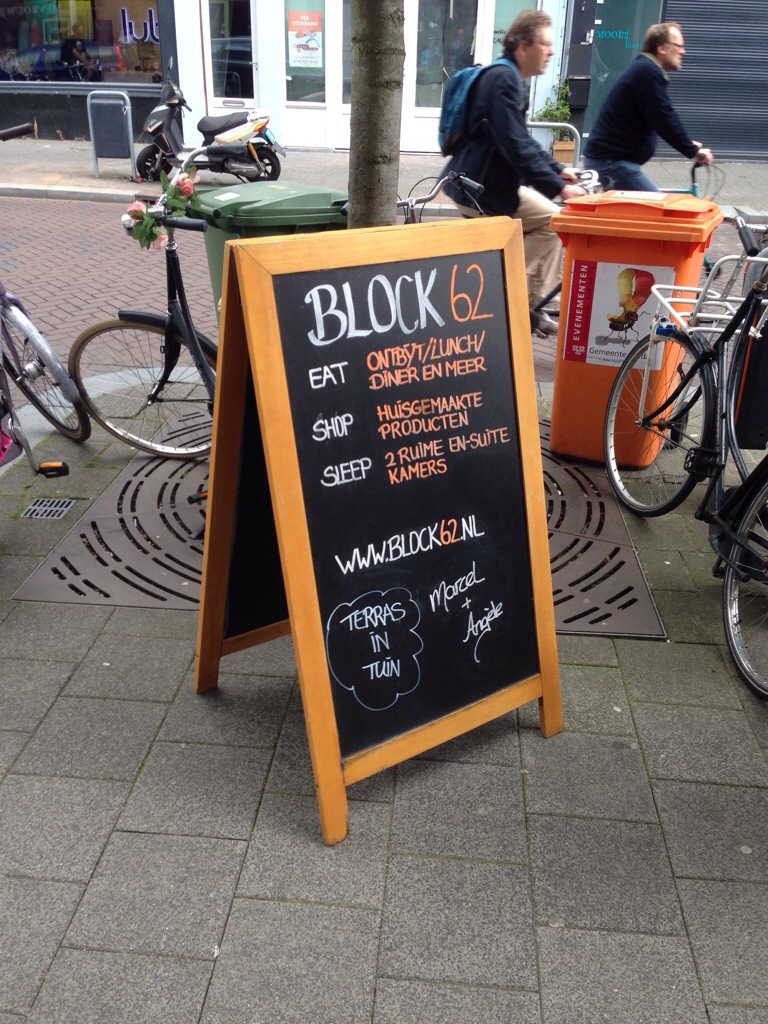 BLOCK 62
EAT ONTBIJT/LUNCH/
DINER EN MEER
SHOP HUISGEMAAKTE
PRODUCTEN
SLEEP 2 RUIME EN-SUITE
KAMERS
WWW.BLOCK62.NL
TERRAS
IN
TUIN
Marcel
+
Angèle
EVENEMENTEN
Gemeente
MOOI!